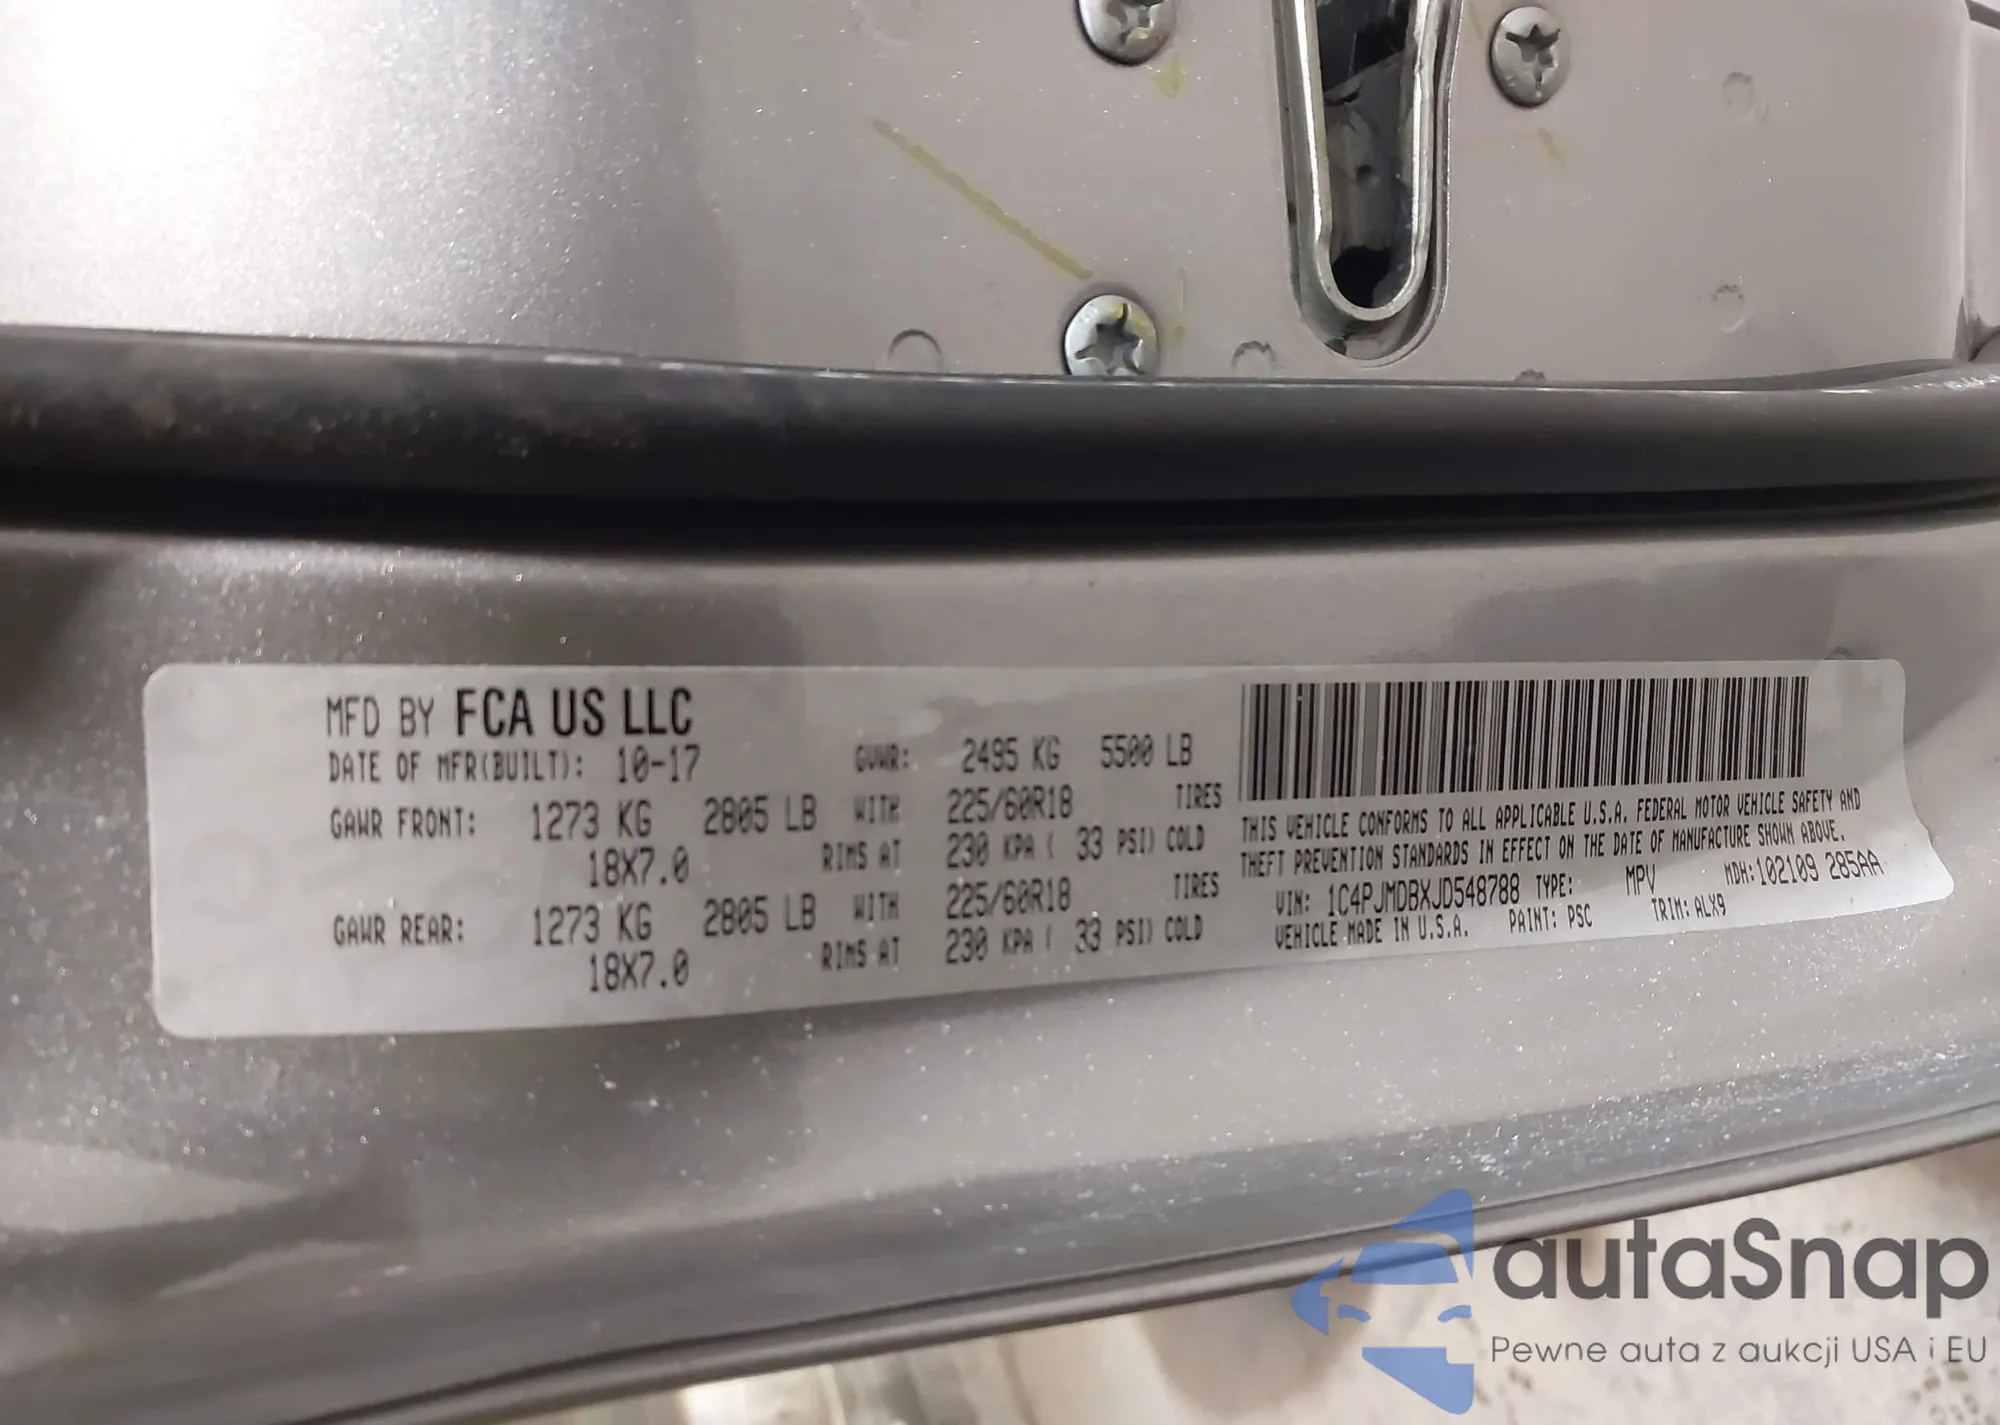 MFD BY FCA US LLC
DATE OF MFR(BUILT): 10-17 GVWR: 2495 KG 5500 LB
GAWR FRONT: 1273 KG 2805 LB WITH 225/60R18 TIRES
18X7.0 RIMS AT 230 KPA ( 33 PSI) COLD
GAWR REAR: 1273 KG 2805 LB WITH 225/60R18 TIRES
18X7.0 RIMS AT 230 KPA ( 33 PSI) COLD
THIS VEHICLE CONFORMS TO ALL APPLICABLE U.S.A. FEDERAL MOTOR VEHICLE SAFETY AND
THEFT PREVENTION STANDARDS IN EFFECT ON THE DATE OF MANUFACTURE SHOWN ABOVE.
VIN: 1C4PJMDBXJD548788 TYPE: MPV MDH:102109 285AA
VEHICLE MADE IN U.S.A. PAINT: PSC TRIM: ALX9
autaSnap
Pewne auta z aukcji USA i EU